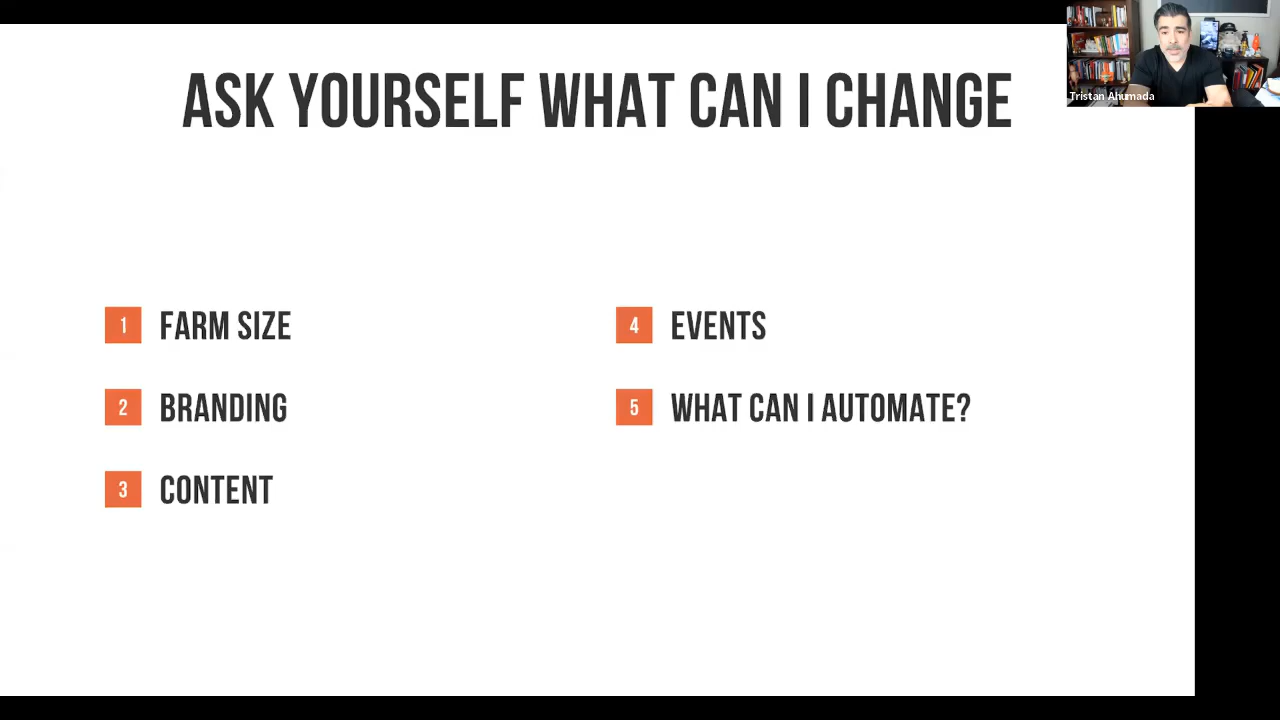 ASK YOURSELF WHAT CAN I CHANGE
Tristan Ahumada
1 FARM SIZE
2 BRANDING
3 CONTENT
4 EVENTS
5 WHAT CAN I AUTOMATE?